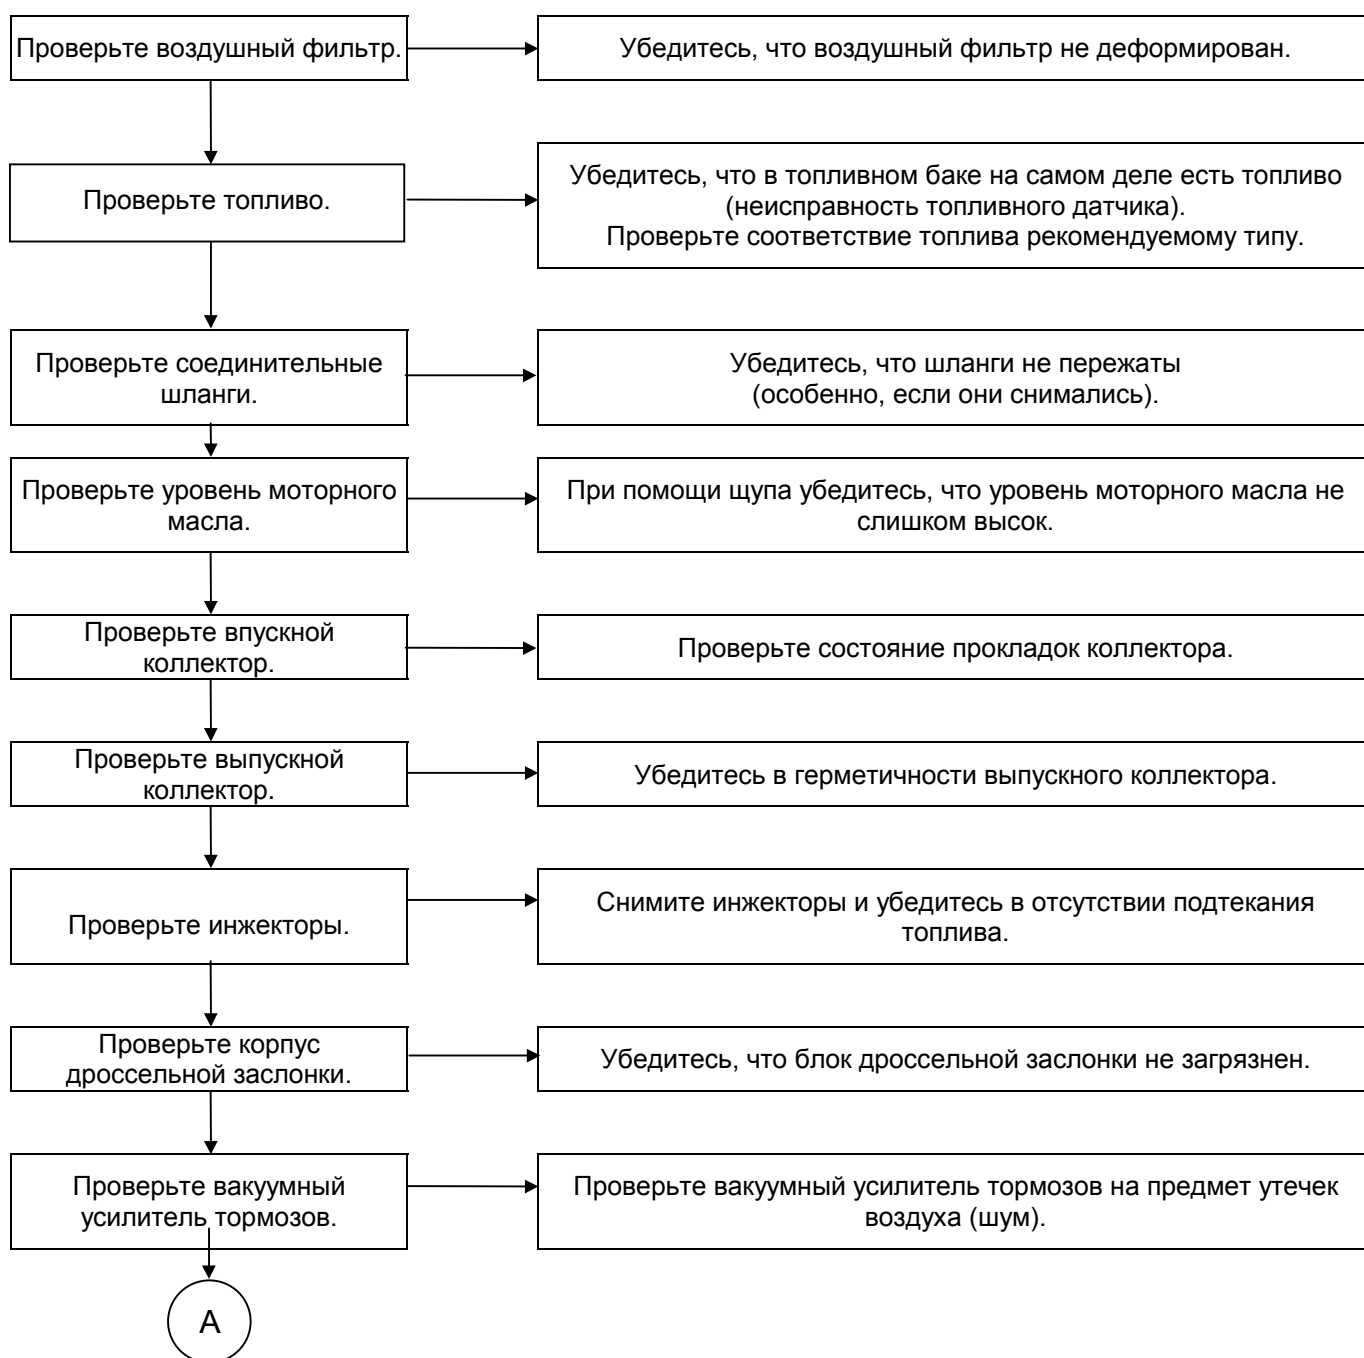 Проверьте воздушный фильтр.
Убедитесь, что воздушный фильтр не деформирован.
Проверьте топливо.
Убедитесь, что в топливном баке на самом деле есть топливо
(неисправность топливного датчика).
Проверьте соответствие топлива рекомендуемому типу.
Проверьте соединительные
шланги.
Убедитесь, что шланги не пережаты
(особенно, если они снимались).
Проверьте уровень моторного
масла.
При помощи щупа убедитесь, что уровень моторного масла не
слишком высок.
Проверьте впускной
коллектор.
Проверьте состояние прокладок коллектора.
Проверьте выпускной
коллектор.
Убедитесь в герметичности выпускного коллектора.
Проверьте инжекторы.
Снимите инжекторы и убедитесь в отсутствии подтекания
топлива.
Проверьте корпус
дроссельной заслонки.
Убедитесь, что блок дроссельной заслонки не загрязнен.
Проверьте вакуумный
усилитель тормозов.
Проверьте вакуумный усилитель тормозов на предмет утечек
воздуха (шум).
А